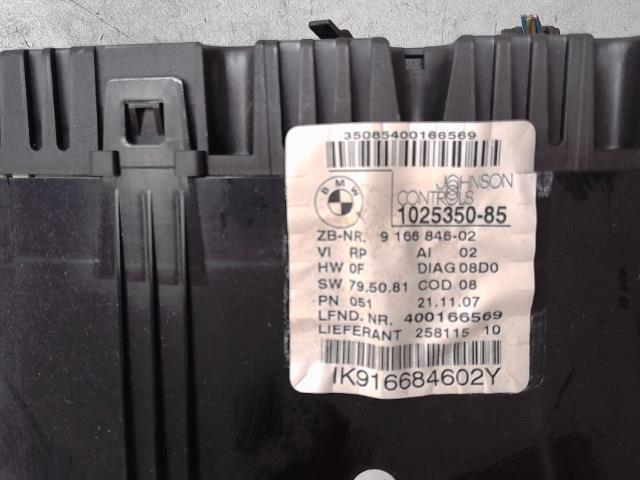 35085400166569
BMW
JOHNSON
CONTROLS
1025350-85
ZB-NR. 9 166 846-02
VI RP AI 02
HW 0F DIAG 08D0
SW 79.50.81 COD 08
PN 051 21.11.07
LFND. NR. 400166569
LIEFERANT 258115 10
IK916684602Y